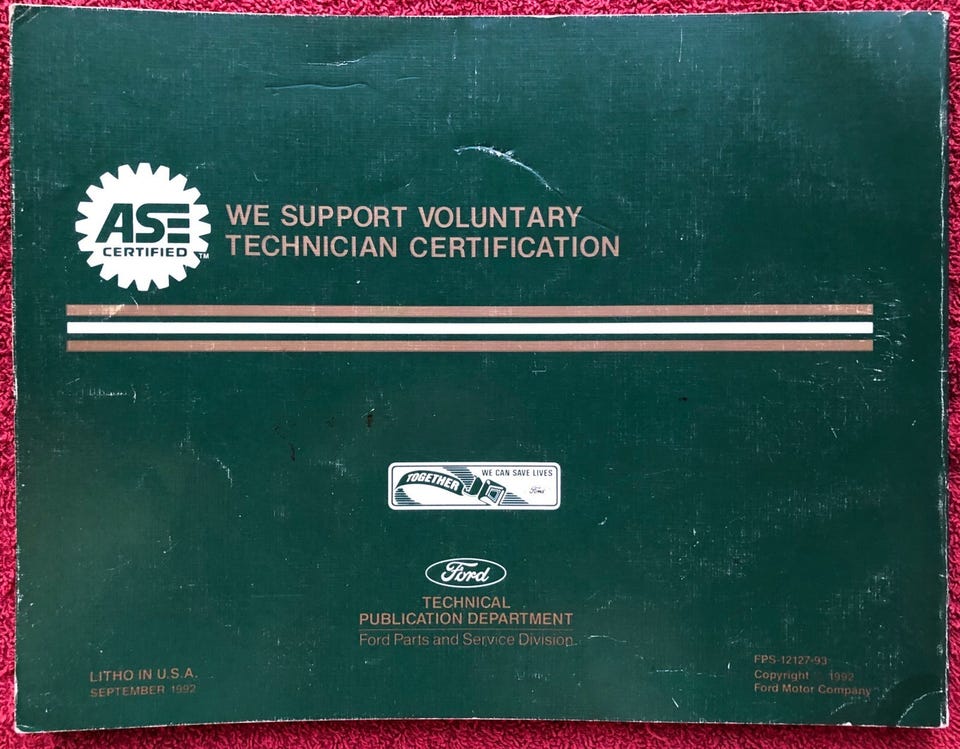 ASE
CERTIFIED TM
WE SUPPORT VOLUNTARY
TECHNICIAN CERTIFICATION
TOGETHER
WE CAN SAVE LIVES
Ford
Ford
TECHNICAL
PUBLICATION DEPARTMENT
Ford Parts and Service Division
LITHO IN U.S.A.
SEPTEMBER 1992
FPS-12127-93
Copyright 1992
Ford Motor Company